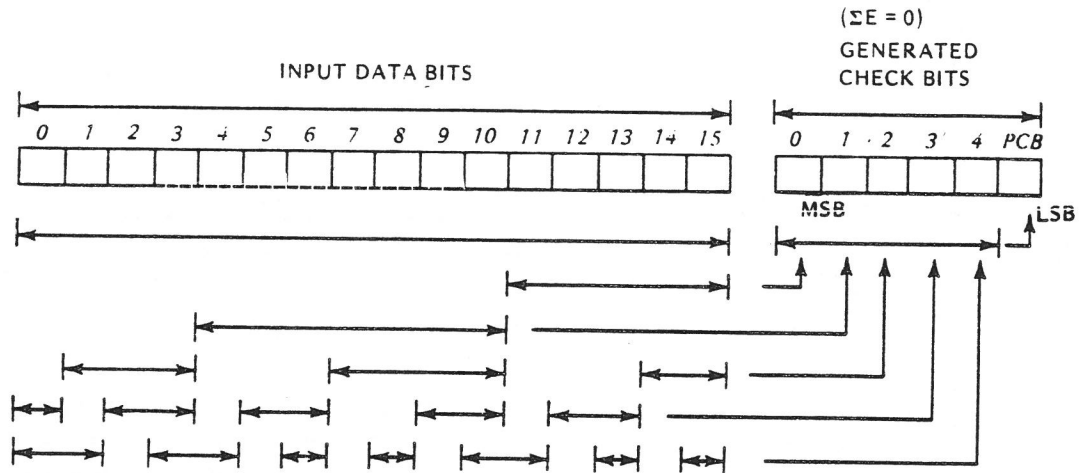 (ΣE = 0)
GENERATED
CHECK BITS
INPUT DATA BITS
0 1 2 3 4 5 6 7 8 9 10 11 12 13 14 15
0 1 2 3 4 PCB
MSB
LSB